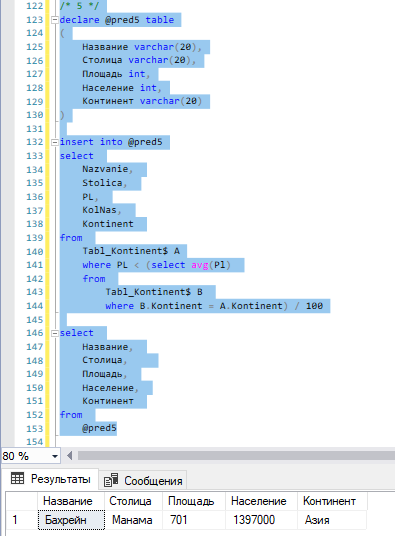 122 /* 5 */
123 declare @pred5 table
124 (
125 Название varchar(20),
126 Столица varchar(20),
127 Площадь int,
128 Население int,
129 Континент varchar(20)
130 )
131
132 insert into @pred5
133 select
134 Nazvanie,
135 Stolica,
136 PL,
137 KolNas,
138 Kontinent
139 from
140 Tabl_Kontinent$ A
141 where PL < (select avg(Pl)
142 from
143 Tabl_Kontinent$ B
144 where B.Kontinent = A.Kontinent) / 100
145
146 select
147 Название,
148 Столица,
149 Площадь,
150 Население,
151 Континент
152 from
153 @pred5
154
80 %
Результаты Сообщения
Название Столица Площадь Население Континент
1 Бахрейн Манама 701 1397000 Азия